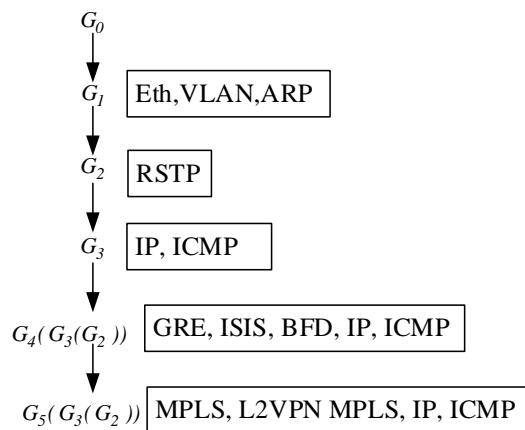 G0
G1 Eth,VLAN,ARP
G2 RSTP
G3 IP, ICMP
G4(G3(G2)) GRE, ISIS, BFD, IP, ICMP
G5(G3(G2)) MPLS, L2VPN MPLS, IP, ICMP